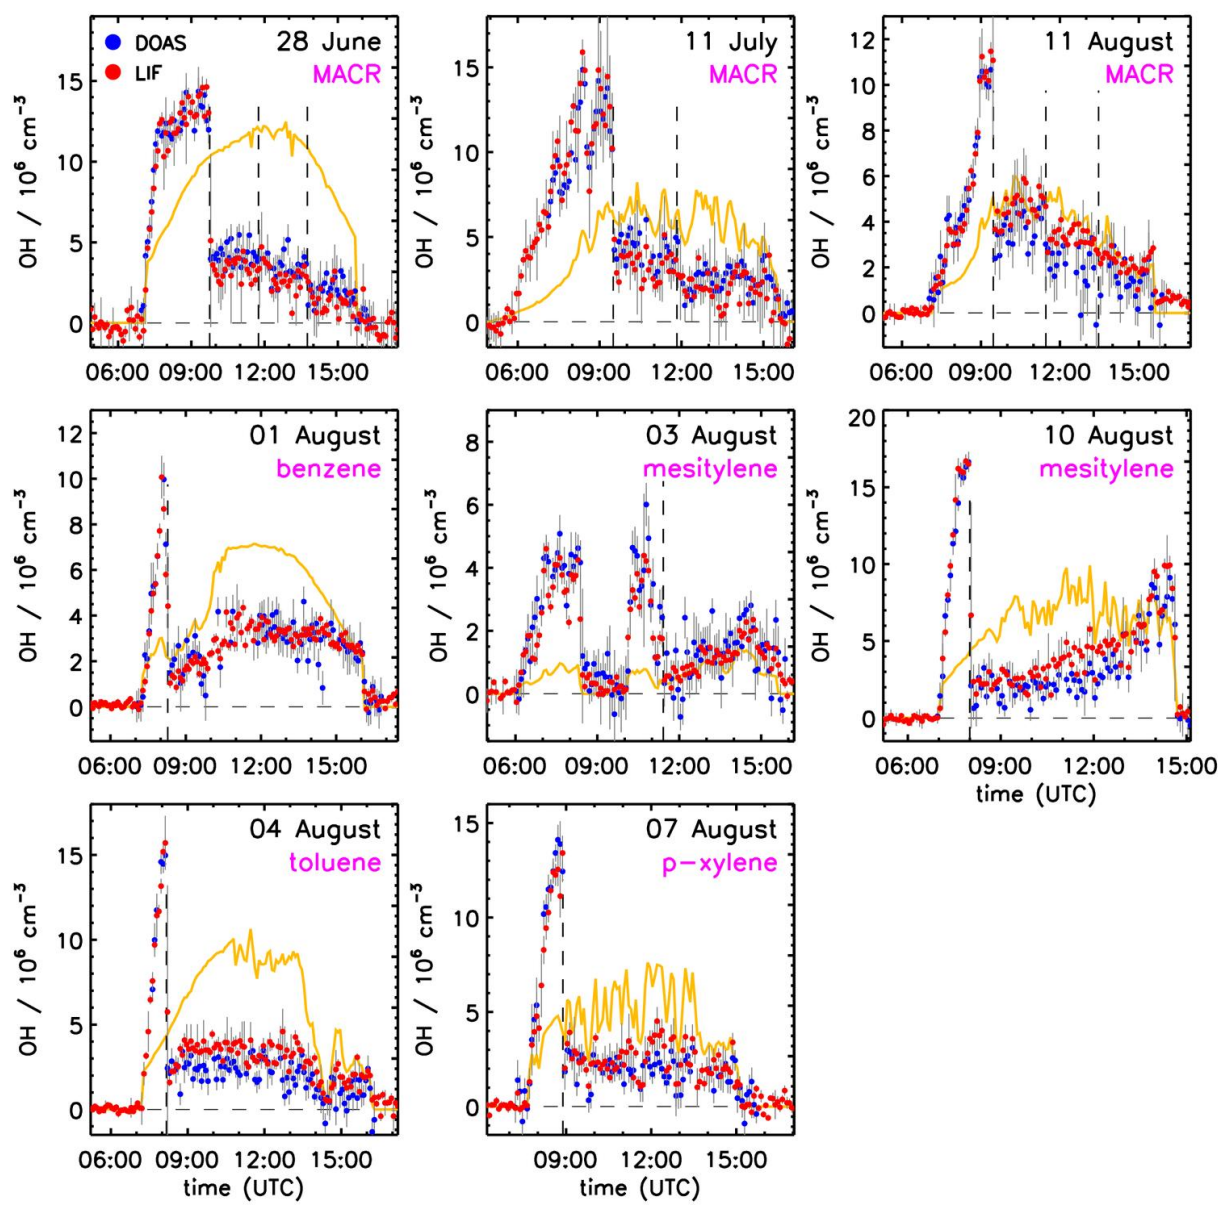 DOAS
LIF
28 June
MACR
OH / 10⁶ cm⁻³
15
10
5
0
06:00 09:00 12:00 15:00
11 July
MACR
OH / 10⁶ cm⁻³
15
10
5
0
06:00 09:00 12:00 15:00
11 August
MACR
OH / 10⁶ cm⁻³
12
10
8
6
4
2
0
06:00 09:00 12:00 15:00
01 August
benzene
OH / 10⁶ cm⁻³
12
10
8
6
4
2
0
06:00 09:00 12:00 15:00
03 August
mesitylene
OH / 10⁶ cm⁻³
8
6
4
2
0
06:00 09:00 12:00 15:00
10 August
mesitylene
OH / 10⁶ cm⁻³
20
15
10
5
0
06:00 09:00 12:00 15:00
time (UTC)
04 August
toluene
OH / 10⁶ cm⁻³
15
10
5
0
06:00 09:00 12:00 15:00
time (UTC)
07 August
p-xylene
OH / 10⁶ cm⁻³
15
10
5
0
09:00 12:00 15:00
time (UTC)